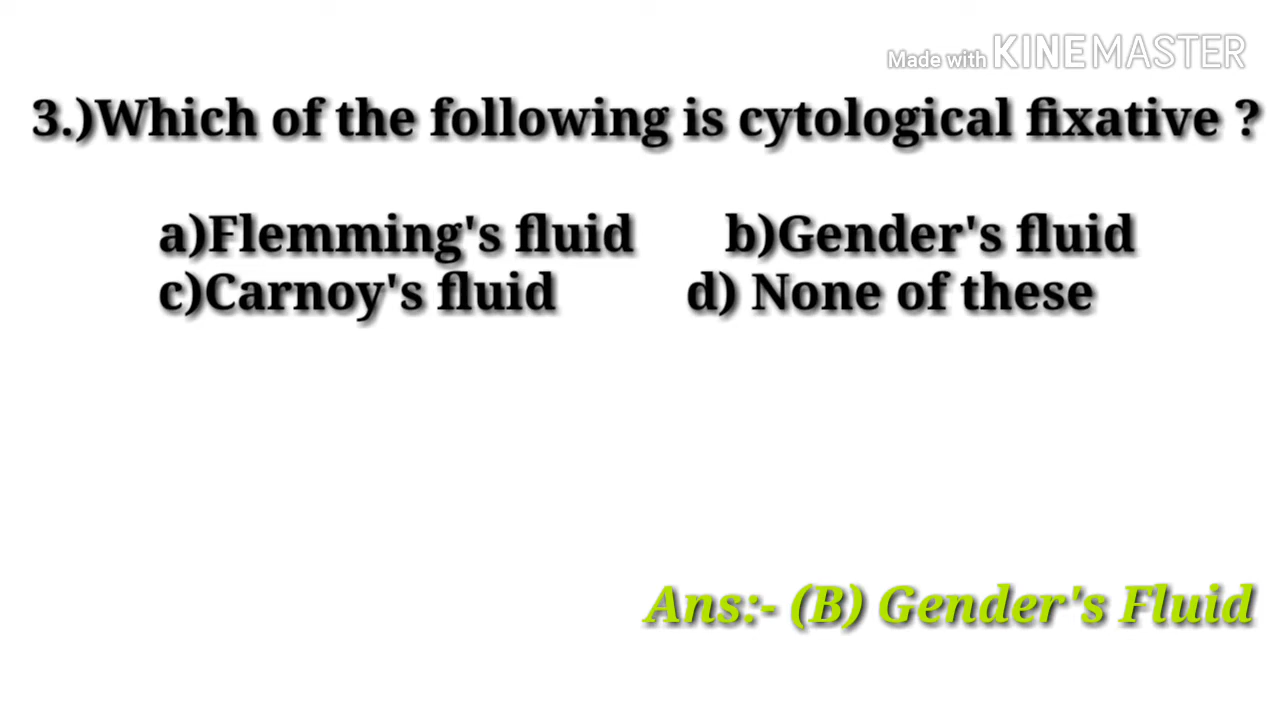 Made with KINEMASTER
3.)Which of the following is cytological fixative ?
a)Flemming's fluid b)Gender's fluid
c)Carnoy's fluid d) None of these
Ans:- (B) Gender's Fluid